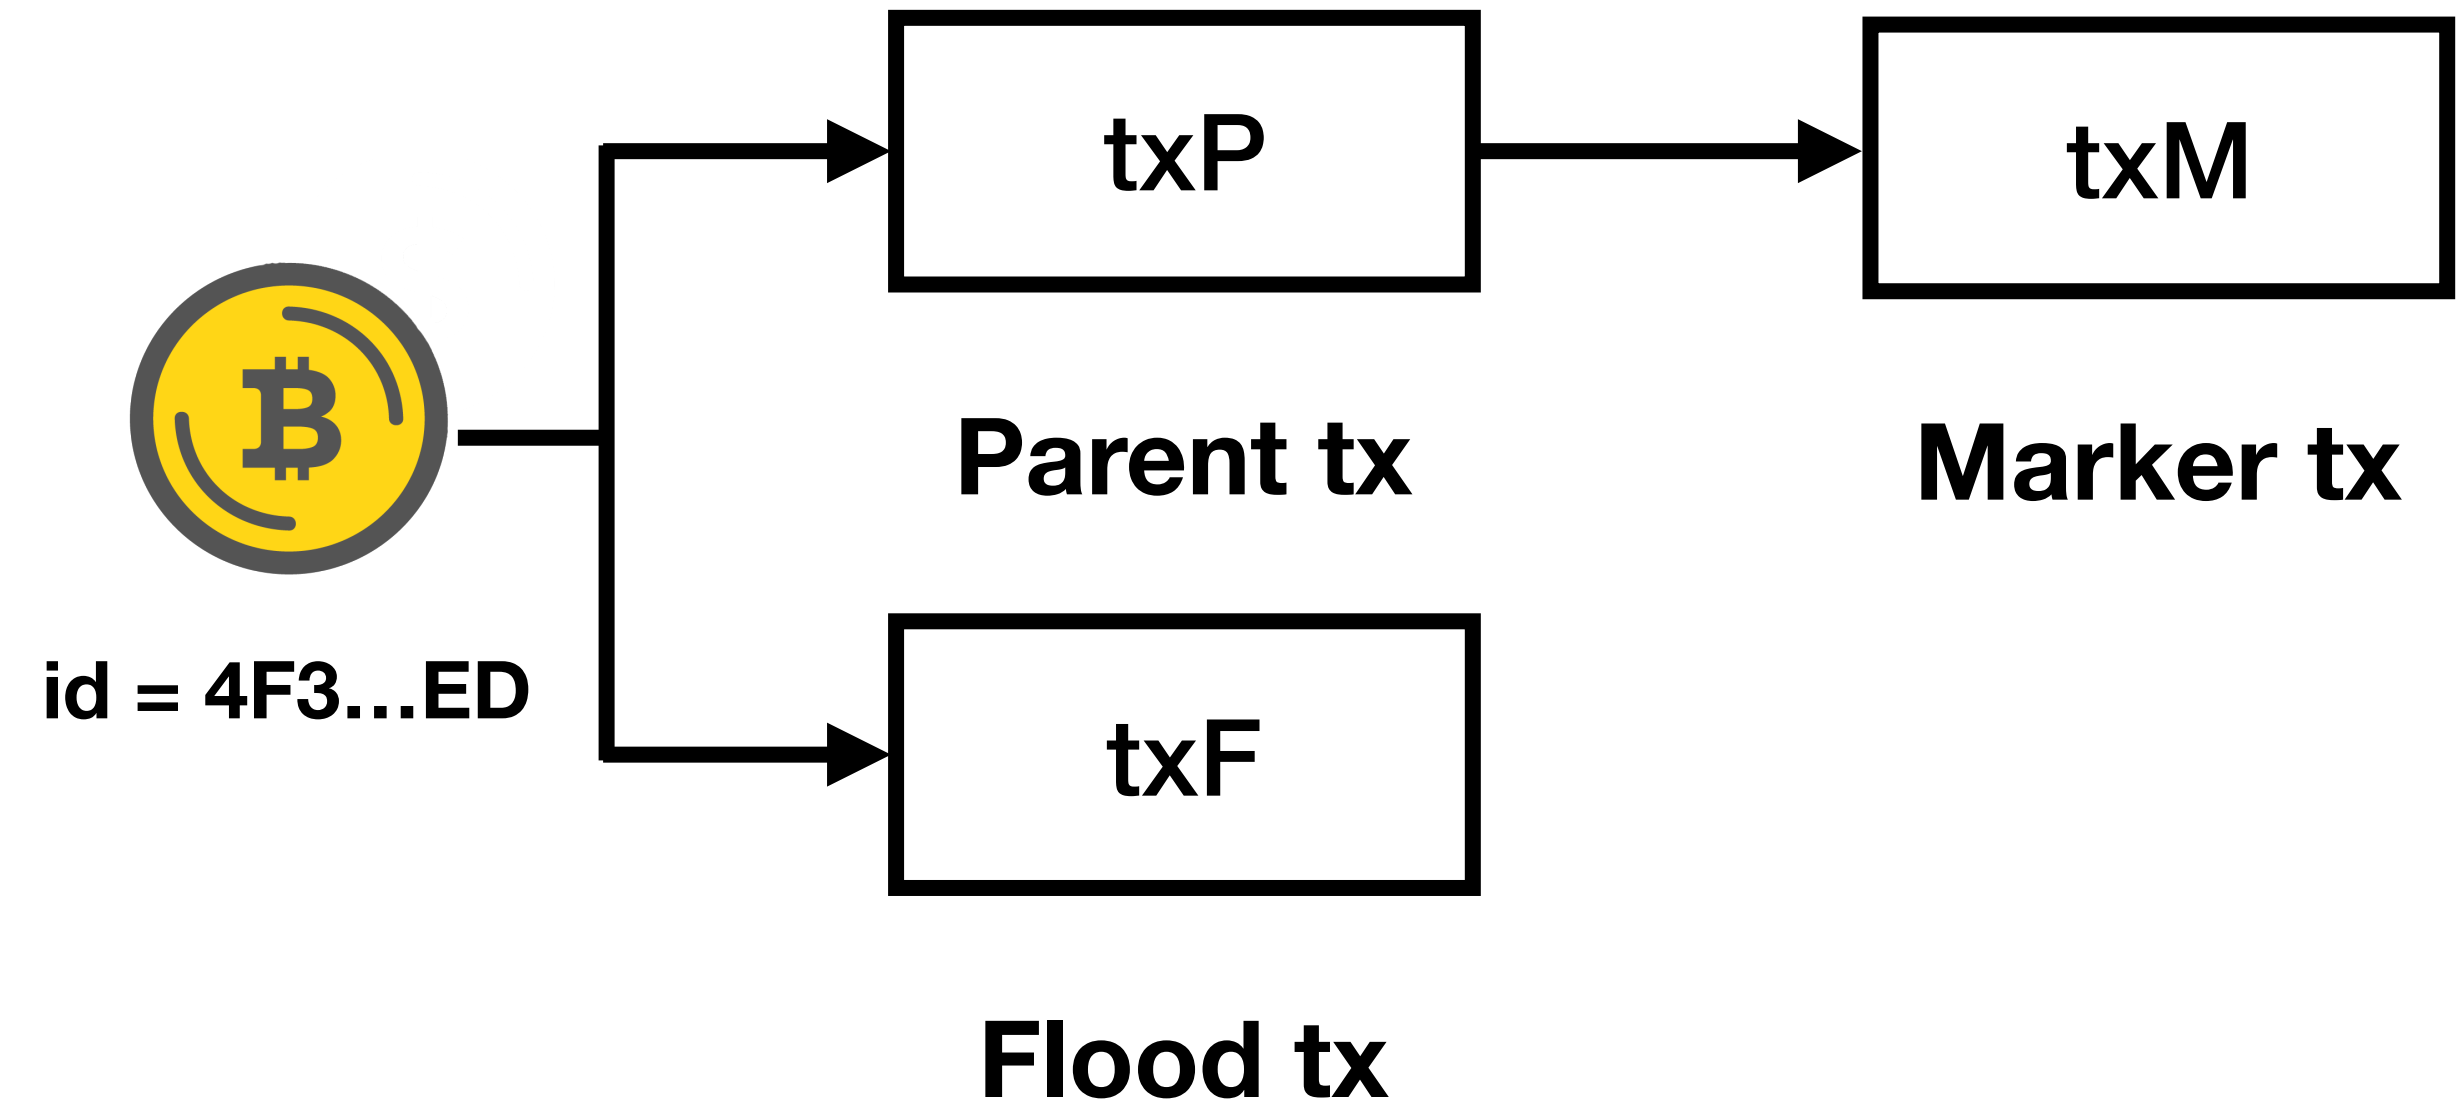 txP
txM
Parent tx
Marker tx
id = 4F3...ED
txF
Flood tx